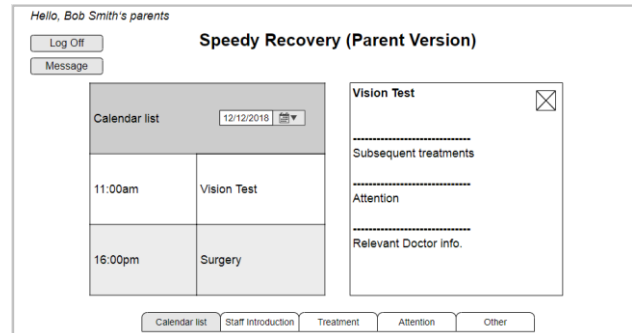 Hello, Bob Smith's parents
Log Off
Speedy Recovery (Parent Version)
Message
Calendar list 12/12/2018
11:00am Vision Test
16:00pm Surgery
Vision Test
Subsequent treatments
Attention
Relevant Doctor info.
Calendar list Staff Introduction Treatment Attention Other